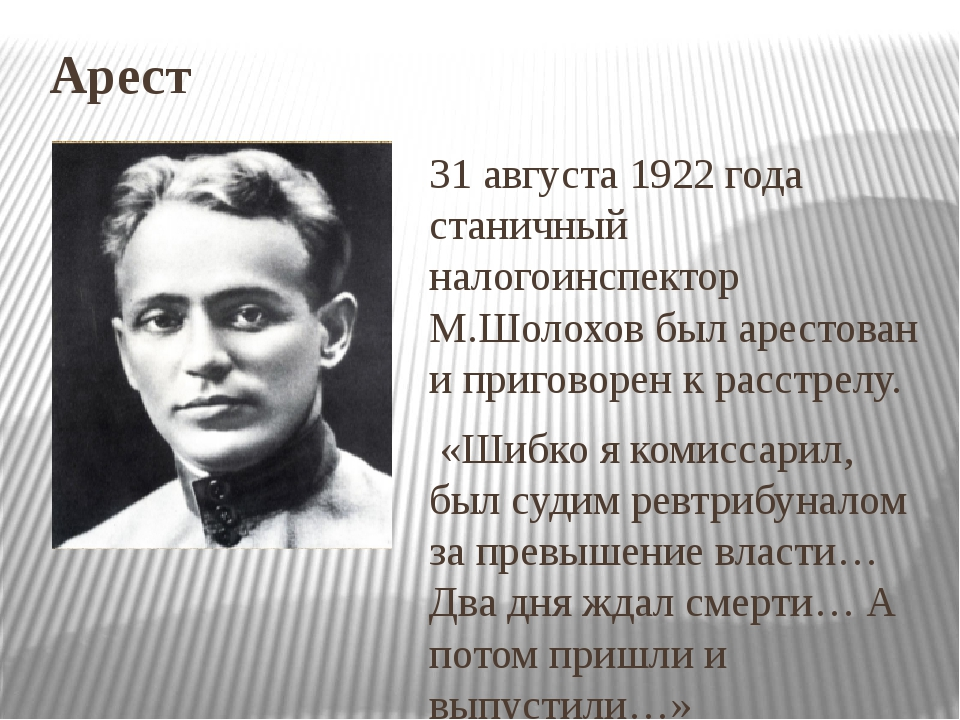 Арест
31 августа 1922 года
станичный
налогоинспектор
М.Шолохов был арестован
и приговорен к расстрелу.
«Шибко я комиссарил,
был судим ревтрибуналом
за превышение власти…
Два дня ждал смерти… А
потом пришли и
выпустили…»